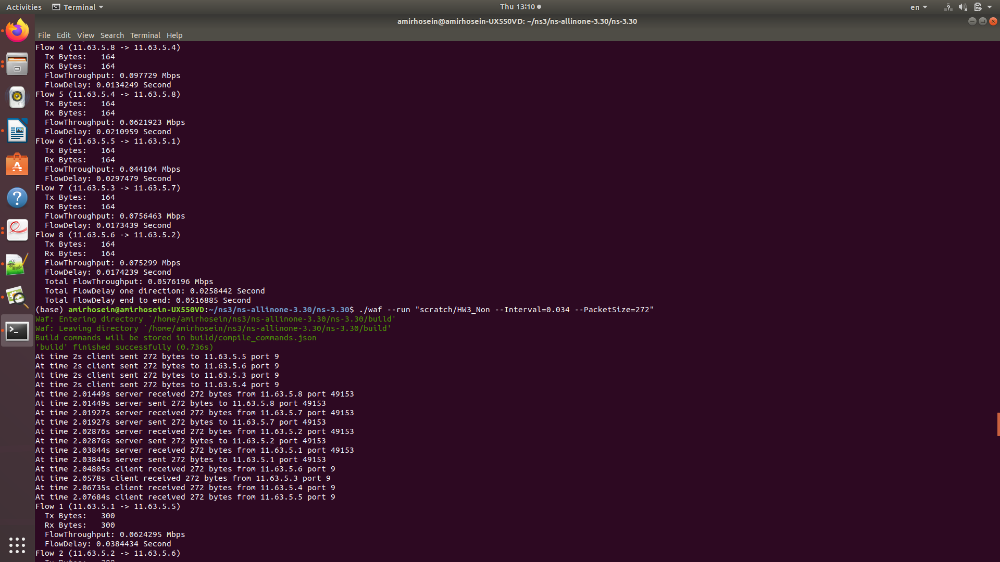 Activities Terminal Thu 13:10 en
amirhosein@amirhosein-UX550VD: ~/ns3/ns-allinone-3.30/ns-3.30
File Edit View Search Terminal Help
Flow 4 (11.63.5.8 -> 11.63.5.4)
  Tx Bytes:   164
  Rx Bytes:   164
  FlowThroughput: 0.097729 Mbps
  FlowDelay: 0.0134249 Second
Flow 5 (11.63.5.4 -> 11.63.5.8)
  Tx Bytes:   164
  Rx Bytes:   164
  FlowThroughput: 0.0621923 Mbps
  FlowDelay: 0.0210959 Second
Flow 6 (11.63.5.5 -> 11.63.5.1)
  Tx Bytes:   164
  Rx Bytes:   164
  FlowThroughput: 0.044104 Mbps
  FlowDelay: 0.0297479 Second
Flow 7 (11.63.5.3 -> 11.63.5.7)
  Tx Bytes:   164
  Rx Bytes:   164
  FlowThroughput: 0.0756463 Mbps
  FlowDelay: 0.0173439 Second
Flow 8 (11.63.5.6 -> 11.63.5.2)
  Tx Bytes:   164
  Rx Bytes:   164
  FlowThroughput: 0.075299 Mbps
  FlowDelay: 0.0174239 Second
  Total FlowThroughput: 0.0576196 Mbps
  Total FlowDelay one direction: 0.0258442 Second
  Total FlowDelay end to end: 0.0516885 Second
(base) amirhosein@amirhosein-UX550VD:~/ns3/ns-allinone-3.30/ns-3.30$ ./waf --run "scratch/HW3_Non --Interval=0.034 --PacketSize=272"
Waf: Entering directory `/home/amirhosein/ns3/ns-allinone-3.30/ns-3.30/build'
Waf: Leaving directory `/home/amirhosein/ns3/ns-allinone-3.30/ns-3.30/build'
Build commands will be stored in build/compile_commands.json
'build' finished successfully (0.736s)
At time 2s client sent 272 bytes to 11.63.5.5 port 9
At time 2s client sent 272 bytes to 11.63.5.6 port 9
At time 2s client sent 272 bytes to 11.63.5.3 port 9
At time 2s client sent 272 bytes to 11.63.5.4 port 9
At time 2.01449s server received 272 bytes from 11.63.5.8 port 49153
At time 2.01449s server sent 272 bytes to 11.63.5.8 port 49153
At time 2.01927s server received 272 bytes from 11.63.5.7 port 49153
At time 2.01927s server sent 272 bytes to 11.63.5.7 port 49153
At time 2.02876s server received 272 bytes from 11.63.5.2 port 49153
At time 2.02876s server sent 272 bytes to 11.63.5.2 port 49153
At time 2.03844s server received 272 bytes from 11.63.5.1 port 49153
At time 2.03844s server sent 272 bytes to 11.63.5.1 port 49153
At time 2.04805s client received 272 bytes from 11.63.5.6 port 9
At time 2.0578s client received 272 bytes from 11.63.5.3 port 9
At time 2.06735s client received 272 bytes from 11.63.5.4 port 9
At time 2.07684s client received 272 bytes from 11.63.5.5 port 9
Flow 1 (11.63.5.1 -> 11.63.5.5)
  Tx Bytes:   300
  Rx Bytes:   300
  FlowThroughput: 0.0624295 Mbps
  FlowDelay: 0.0384434 Second
Flow 2 (11.63.5.2 -> 11.63.5.6)